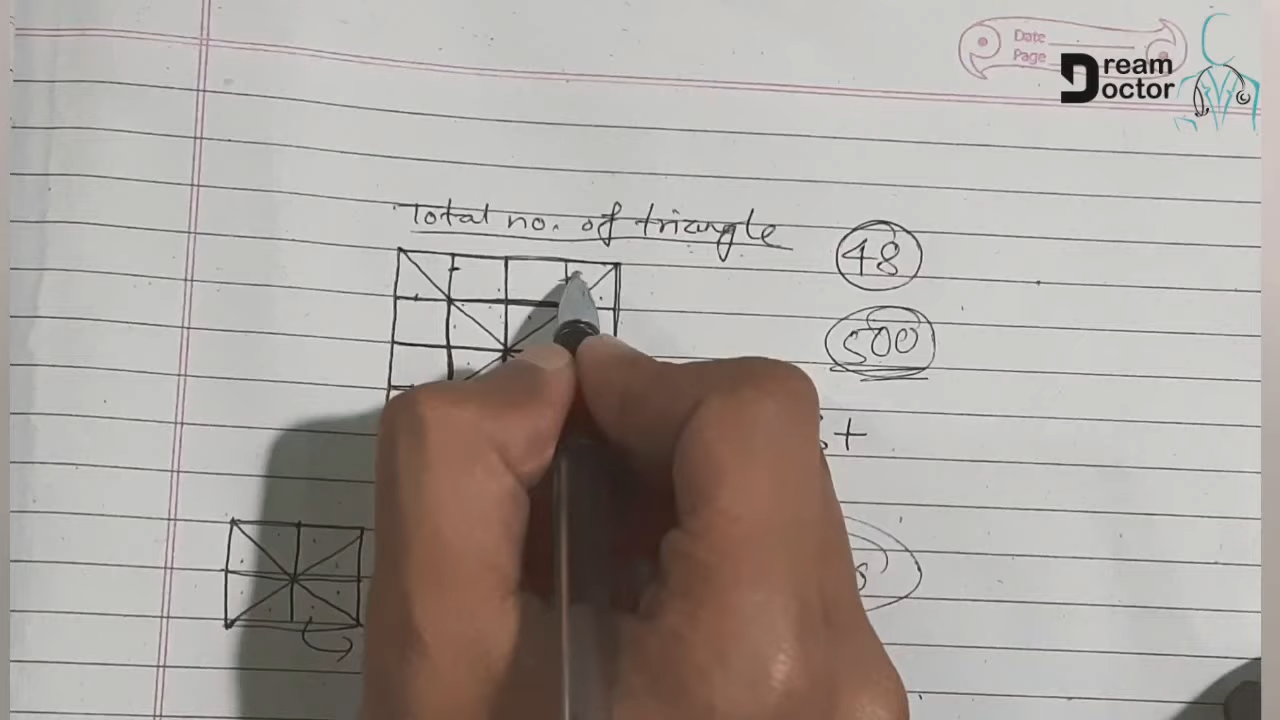 Date
Page
Dream
Doctor
Total no. of triangle
48
500
+